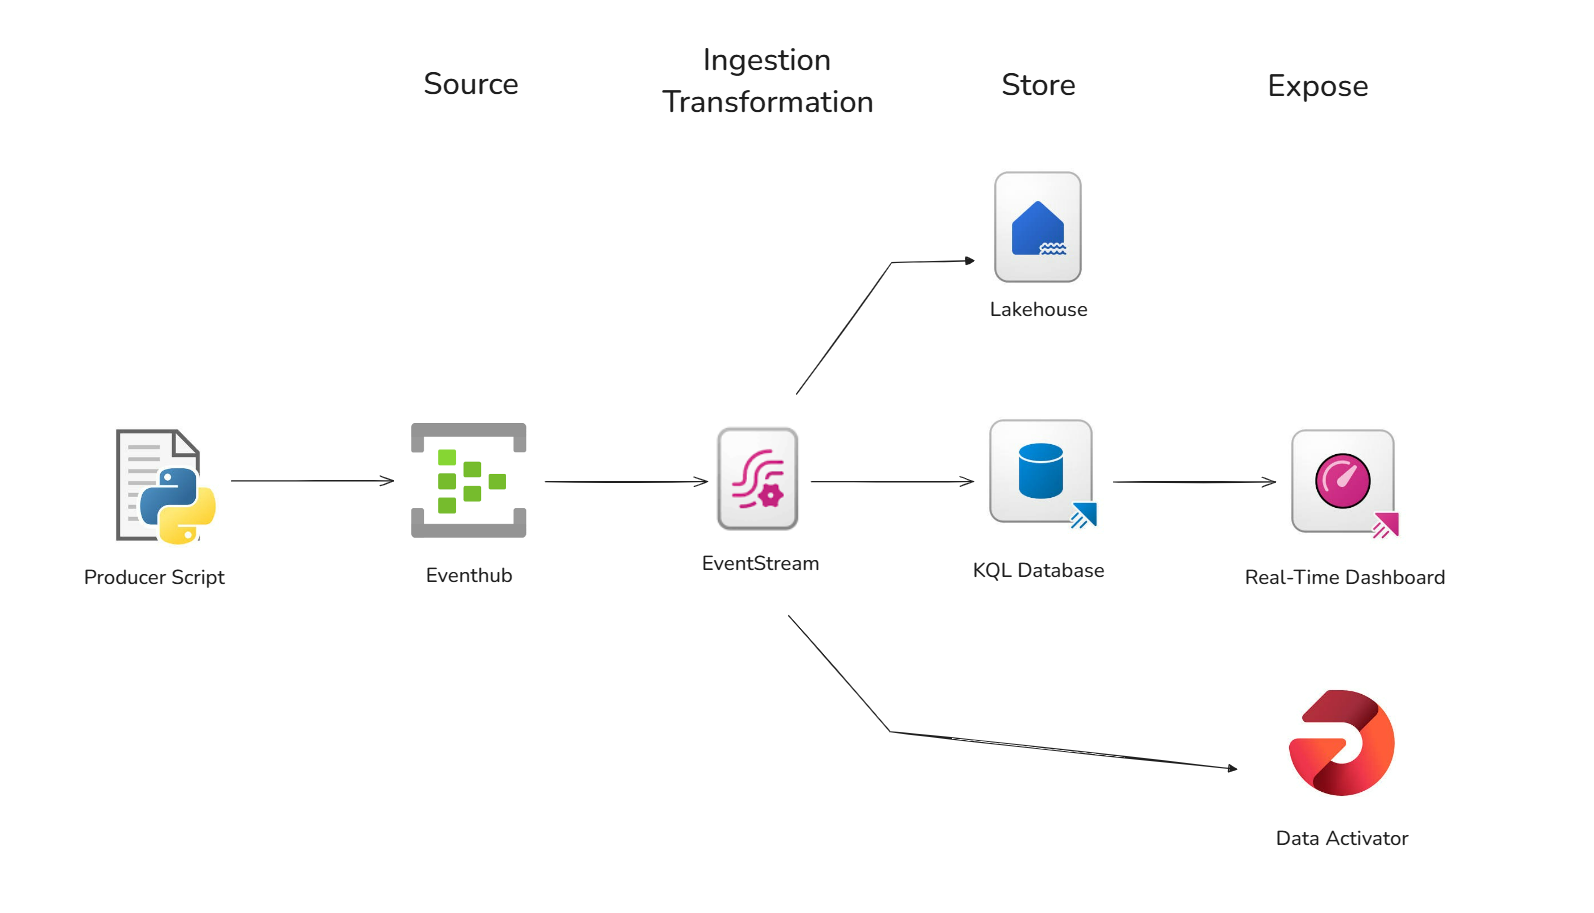 Source
Ingestion
Transformation
Store
Expose
Lakehouse
Producer Script
Eventhub
EventStream
KQL Database
Real-Time Dashboard
Data Activator